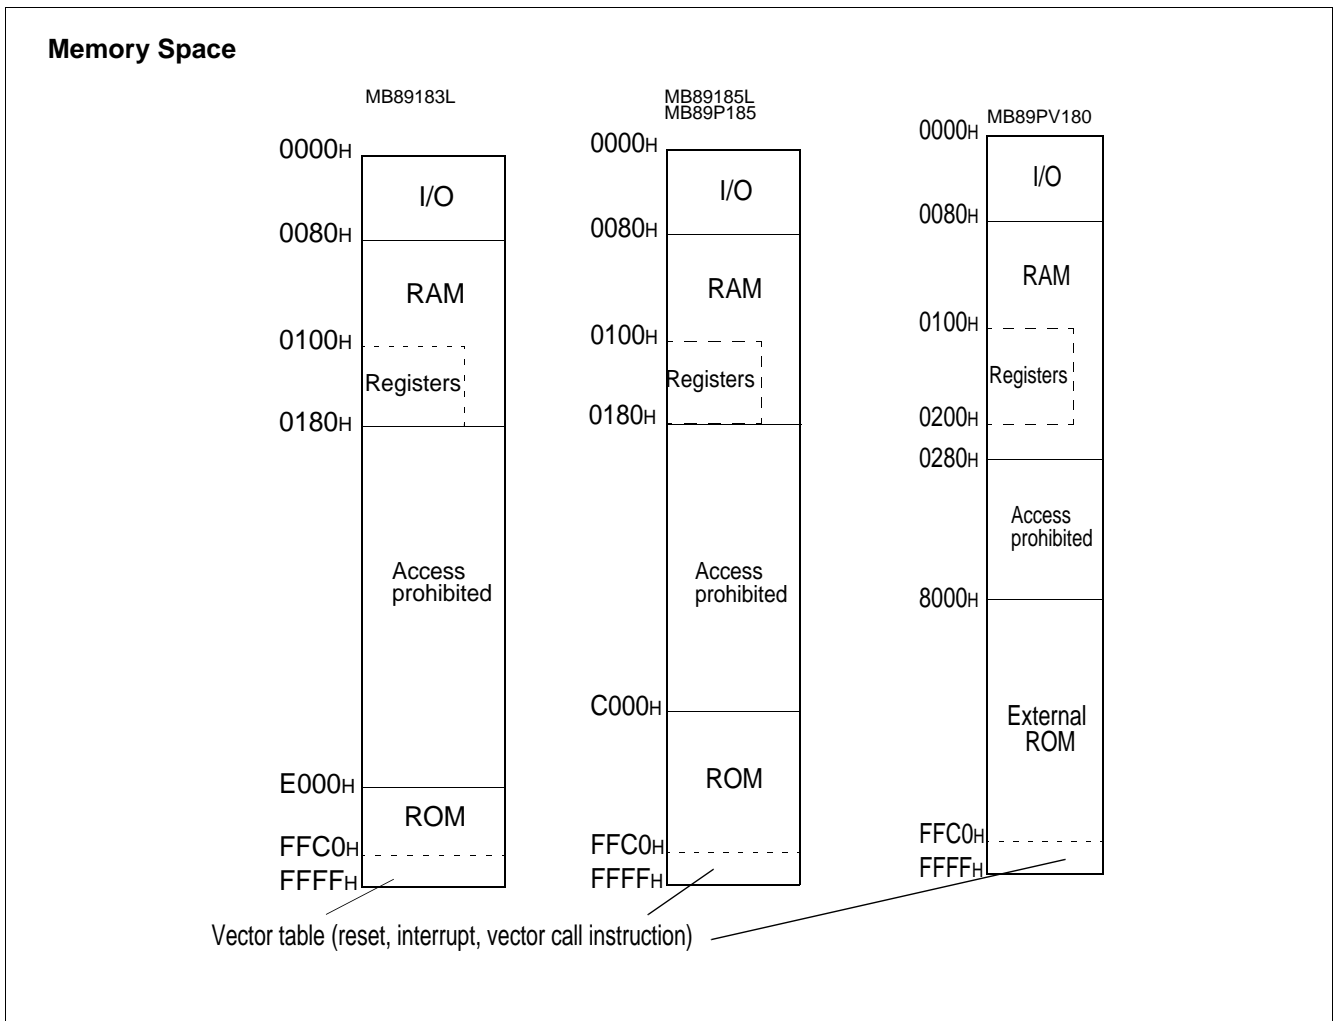 Memory Space
MB89183L
0000H
I/O
0080H
RAM
0100H
Registers
0180H
Access
prohibited
E000H
ROM
FFC0H
FFFFH
MB89185L
MB89P185
0000H
I/O
0080H
RAM
0100H
Registers
0180H
Access
prohibited
C000H
ROM
FFC0H
FFFFH
MB89PV180
0000H
I/O
0080H
RAM
0100H
Registers
0200H
0280H
Access
prohibited
8000H
External
ROM
FFC0H
FFFFH
Vector table (reset, interrupt, vector call instruction)